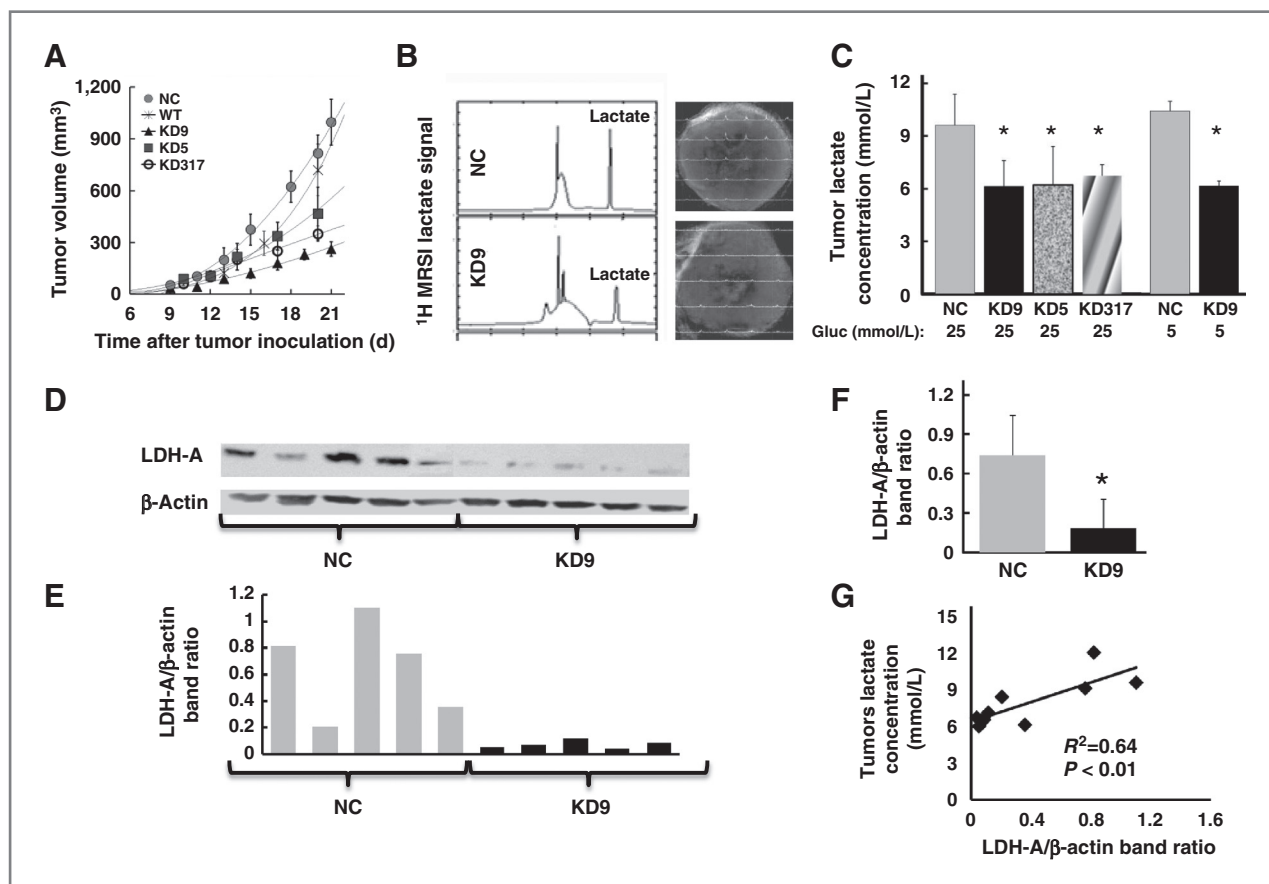 A
Tumor volume (mm³)
1,200
900
600
300
0
NC
WT
KD9
KD5
KD317
6 9 12 15 18 21
Time after tumor inoculation (d)
B
¹H MRSI lactate signal
NC
Lactate
KD9
Lactate
C
Tumor lactate
concentration (mmol/L)
12
9
6
3
0
* * * *
NC KD9 KD5 KD317 NC KD9
Gluc (mmol/L): 25 25 25 25 5 5
D
LDH-A
β-Actin
NC KD9
E
LDH-A/β-actin
band ratio
1.2
1
0.8
0.6
0.4
0.2
0
NC KD9
F
LDH-A/β-actin
band ratio
1.2
0.9
0.6
0.3
0
*
NC KD9
G
Tumors lactate
concentration
(mmol/L)
15
12
9
6
3
0
R²=0.64
P < 0.01
0 0.4 0.8 1.2 1.6
LDH-A/β-actin band ratio